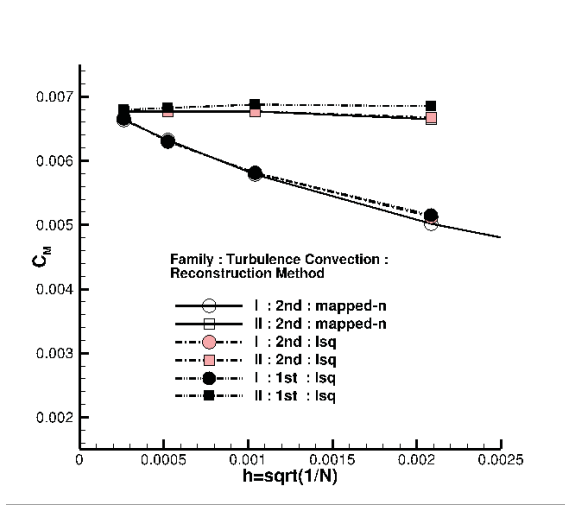 0.007
0.006
0.005
0.004
0.003
0.002
C_M
Family : Turbulence Convection :
Reconstruction Method
I : 2nd : mapped-n
II : 2nd : mapped-n
I : 2nd : lsq
II : 2nd : lsq
I : 1st : lsq
II : 1st : lsq
0 0.0005 0.001 0.0015 0.002 0.0025
h=sqrt(1/N)